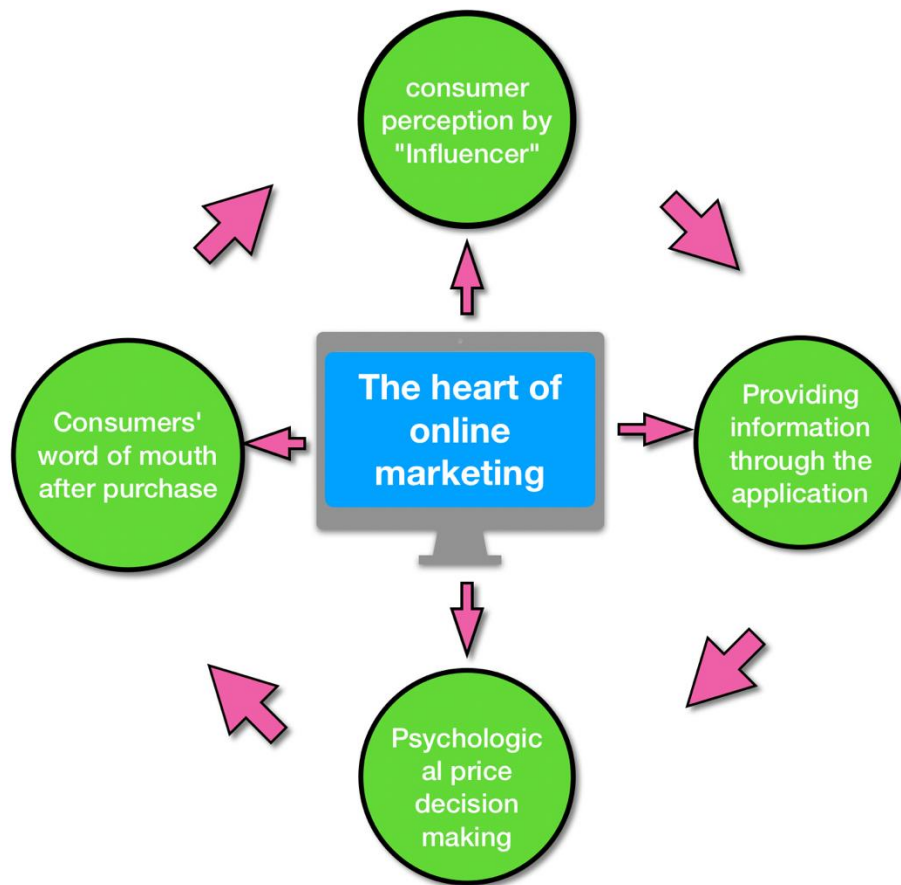 consumer
perception by
"Influencer"
The heart of
online
marketing
Providing
information
through the
application
Consumers'
word of mouth
after purchase
Psychologic
al price
decision
making